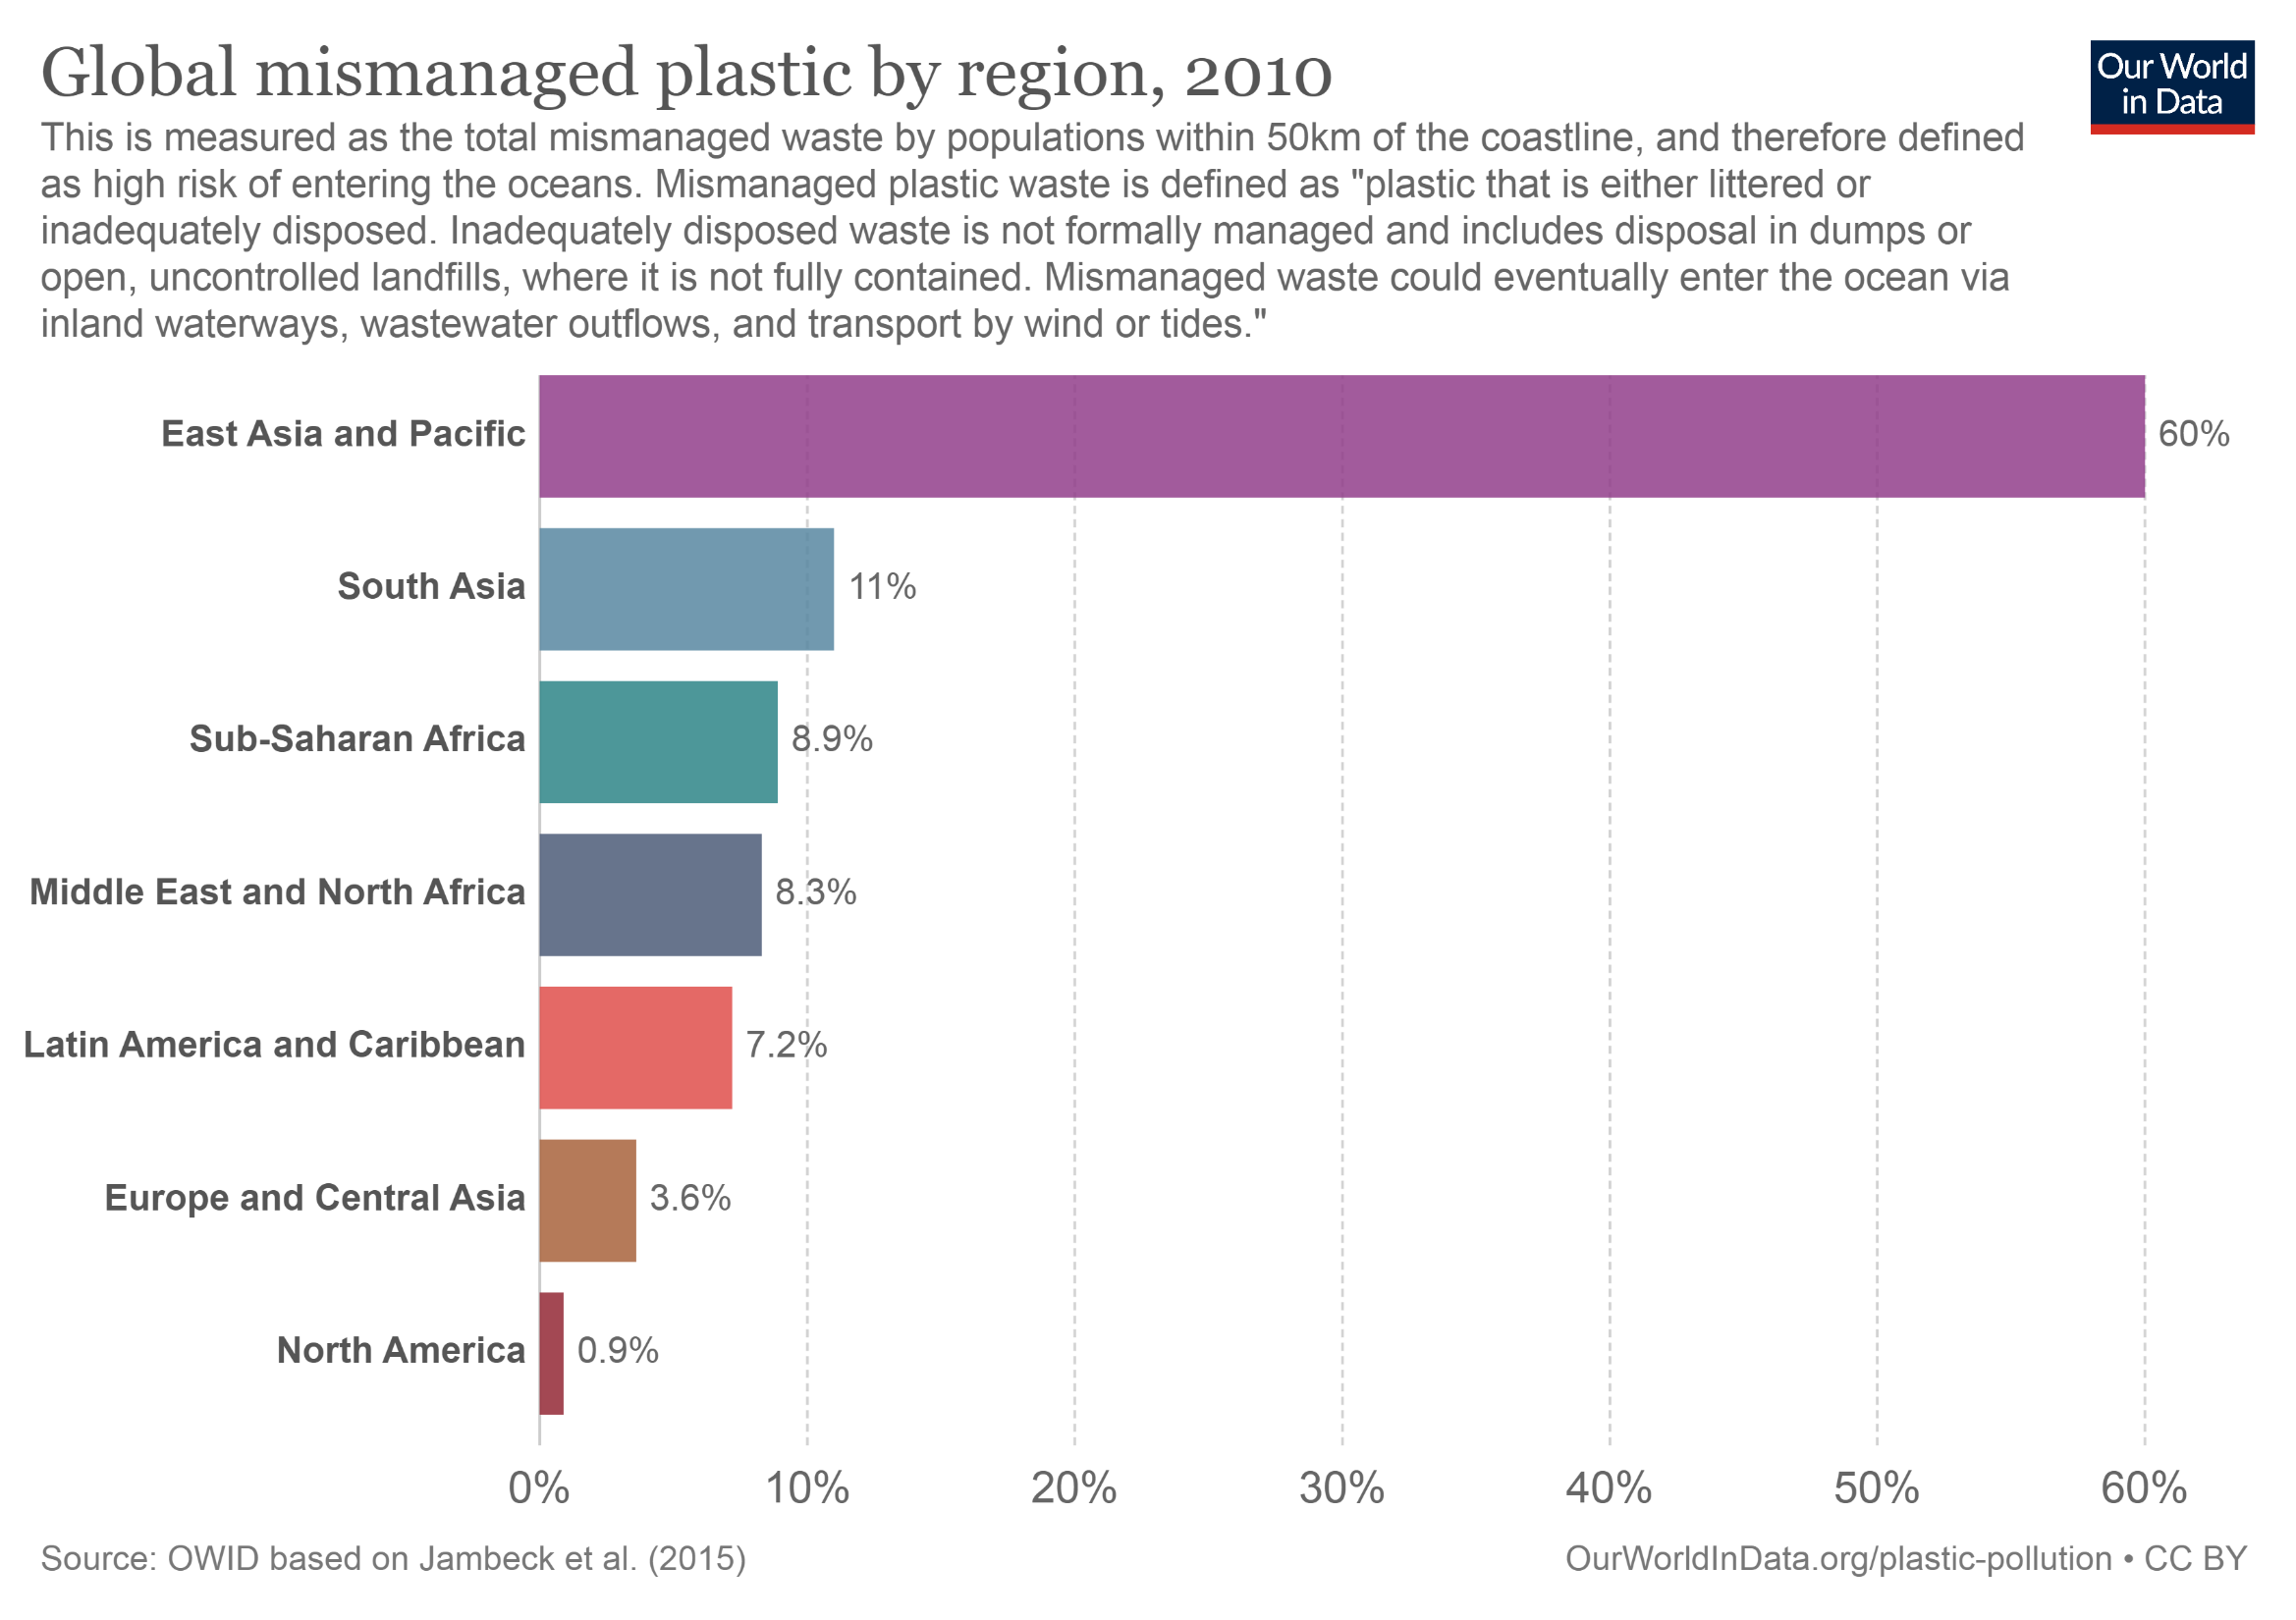 Global mismanaged plastic by region, 2010
Our World
in Data
This is measured as the total mismanaged waste by populations within 50km of the coastline, and therefore defined
as high risk of entering the oceans. Mismanaged plastic waste is defined as "plastic that is either littered or
inadequately disposed. Inadequately disposed waste is not formally managed and includes disposal in dumps or
open, uncontrolled landfills, where it is not fully contained. Mismanaged waste could eventually enter the ocean via
inland waterways, wastewater outflows, and transport by wind or tides."
East Asia and Pacific 60%
South Asia 11%
Sub-Saharan Africa 8.9%
Middle East and North Africa 8.3%
Latin America and Caribbean 7.2%
Europe and Central Asia 3.6%
North America 0.9%
0% 10% 20% 30% 40% 50% 60%
Source: OWID based on Jambeck et al. (2015) OurWorldInData.org/plastic-pollution • CC BY